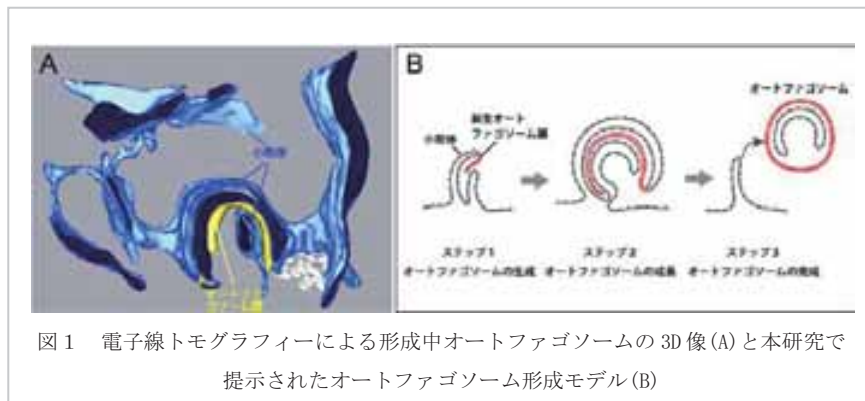 A
小胞体
オートファ
ゴソーム膜
B
小胞体
新生オート
ファゴソーム膜
オートファゴソーム
ステップ1
オートファゴソームの生成
ステップ2
オートファゴソームの成長
ステップ3
オートファゴソームの完成
図1 電子線トモグラフィーによる形成中オートファゴソームの 3D 像(A)と本研究で
提示されたオートファゴソーム形成モデル(B)